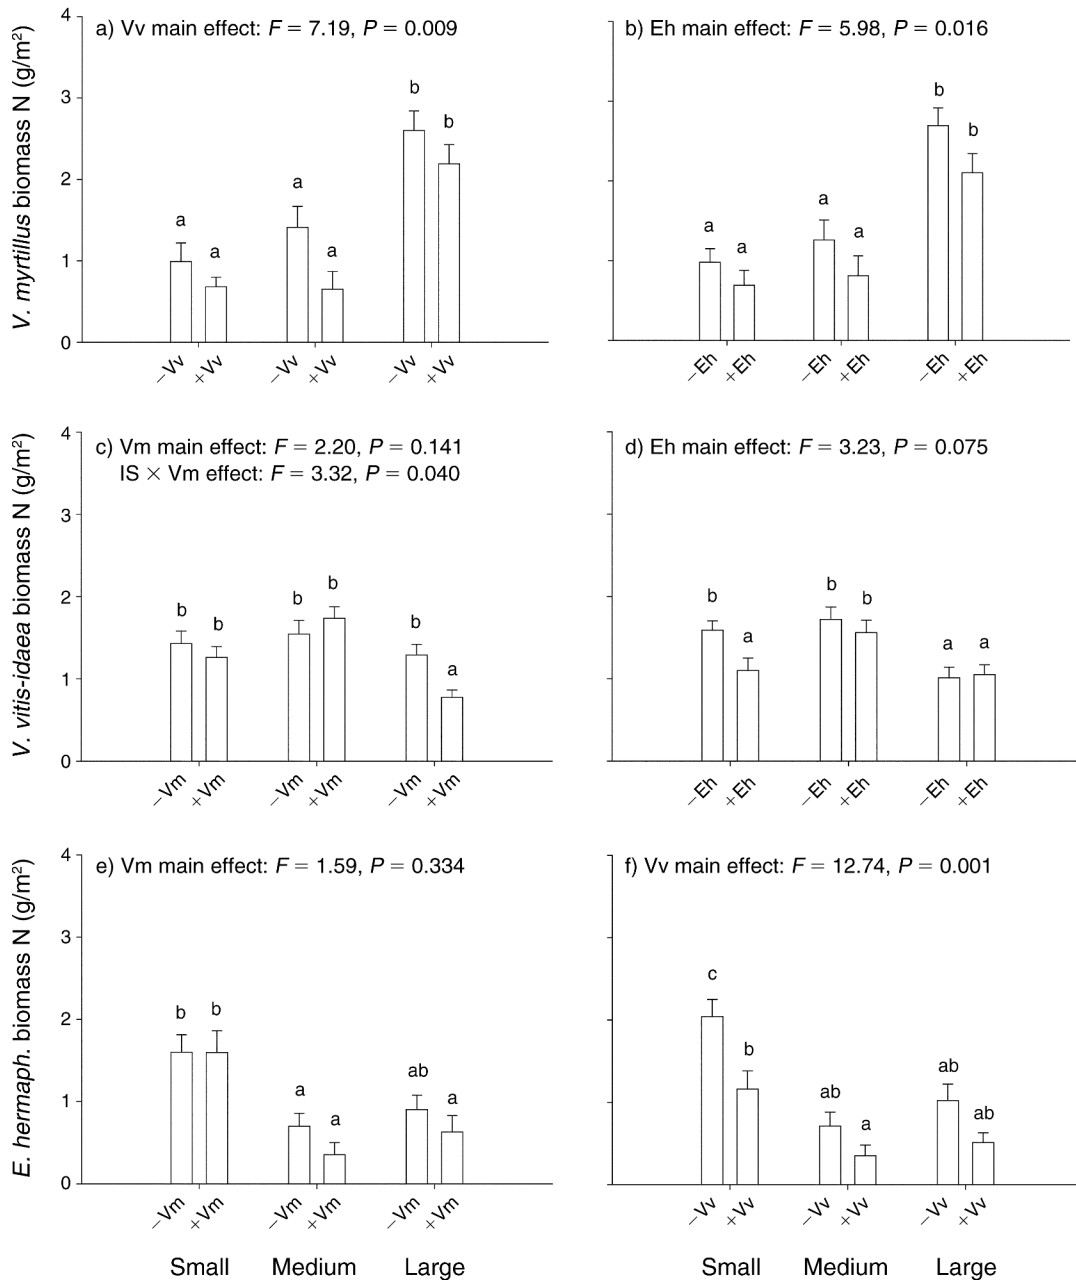 a) Vv main effect: F = 7.19, P = 0.009
b) Eh main effect: F = 5.98, P = 0.016
V. myrtillus biomass N (g/m²)
4
3
2
1
0
a a a a b b
a a a a b b
−Vv +Vv −Vv +Vv −Vv +Vv
−Eh +Eh −Eh +Eh −Eh +Eh
c) Vm main effect: F = 2.20, P = 0.141
IS × Vm effect: F = 3.32, P = 0.040
d) Eh main effect: F = 3.23, P = 0.075
V. vitis-idaea biomass N (g/m²)
4
3
2
1
0
b b b b b a
b a b b a a
−Vm +Vm −Vm +Vm −Vm +Vm
−Eh +Eh −Eh +Eh −Eh +Eh
e) Vm main effect: F = 1.59, P = 0.334
f) Vv main effect: F = 12.74, P = 0.001
E. hermaph. biomass N (g/m²)
4
3
2
1
0
b b a a ab a
c b ab a ab ab
−Vm +Vm −Vm +Vm −Vm +Vm
−Vv +Vv −Vv +Vv −Vv +Vv
Small Medium Large
Small Medium Large